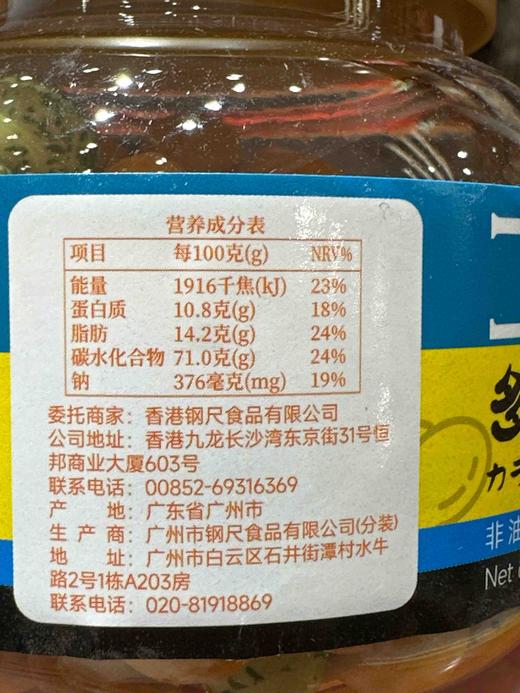 营养成分表
项目 每100克(g) NRV%
能量 1916千焦(kJ) 23%
蛋白质 10.8克(g) 18%
脂肪 14.2克(g) 24%
碳水化合物 71.0克(g) 24%
钠 376毫克(mg) 19%
委托商家：香港钢尺食品有限公司
公司地址：香港九龙长沙湾东京街31号恒
邦商业大厦603号
联系电话：00852-69316369
产 地：广东省广州市
生产商：广州市钢尺食品有限公司(分装)
地 址：广州市白云区石井街潭村水牛
路2号1栋A203房
联系电话：020-81918869
非油
Net